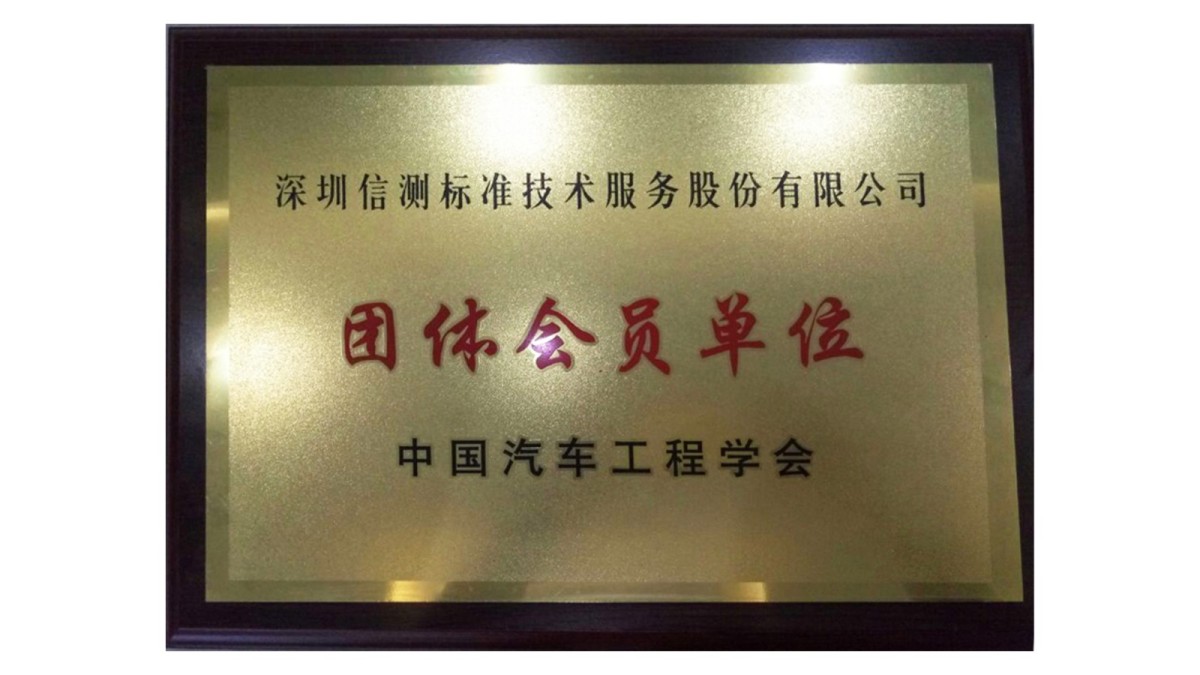 深圳信测标准技术服务股份有限公司
团体会员单位
中国汽车工程学会